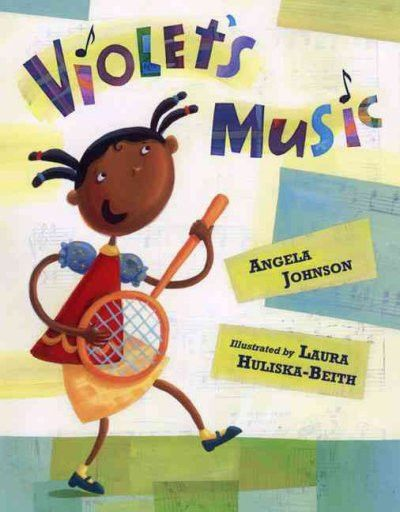 Violet's
Music
Angela
Johnson
Illustrated by Laura
Huliska-Beith